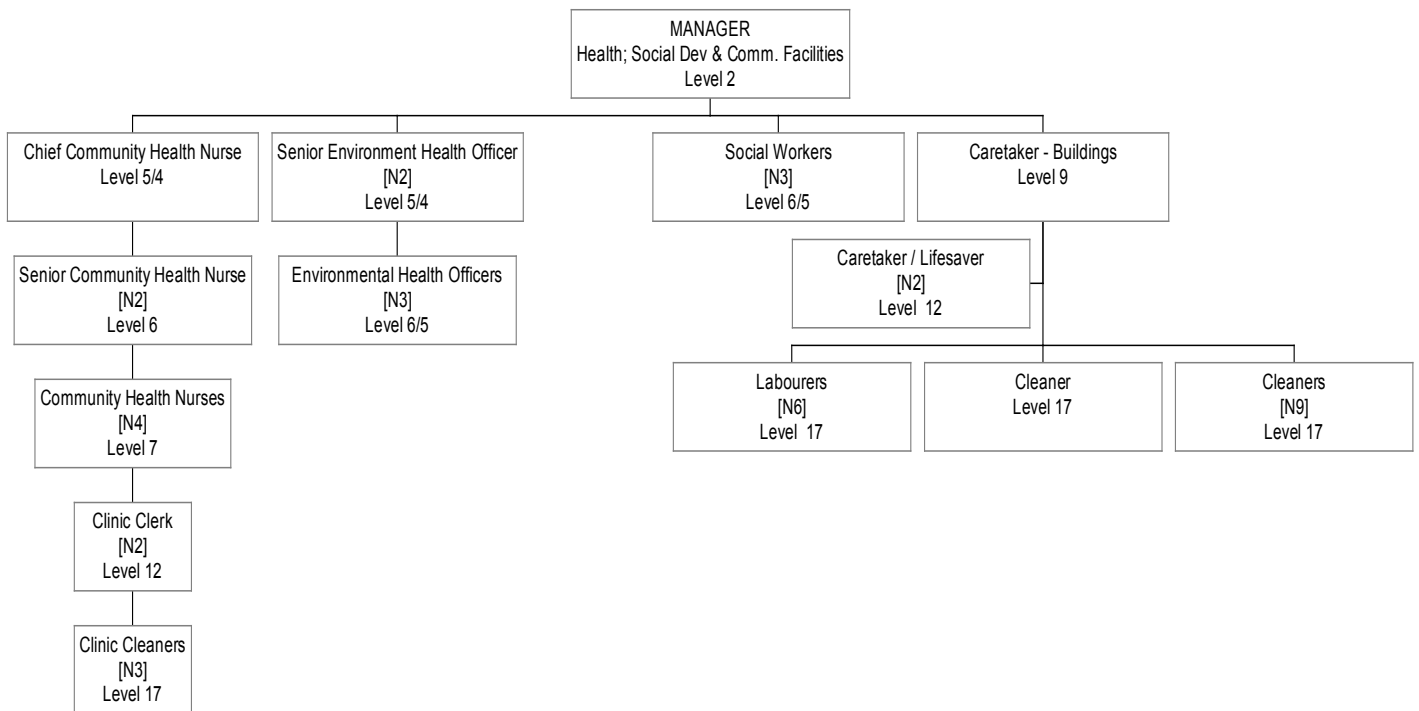 MANAGER
Health; Social Dev & Comm. Facilities
Level 2
Chief Community Health Nurse
Level 5/4
Senior Environment Health Officer
[N2]
Level 5/4
Social Workers
[N3]
Level 6/5
Caretaker - Buildings
Level 9
Senior Community Health Nurse
[N2]
Level 6
Environmental Health Officers
[N3]
Level 6/5
Caretaker / Lifesaver
[N2]
Level 12
Community Health Nurses
[N4]
Level 7
Labourers
[N6]
Level 17
Cleaner
Level 17
Cleaners
[N9]
Level 17
Clinic Clerk
[N2]
Level 12
Clinic Cleaners
[N3]
Level 17